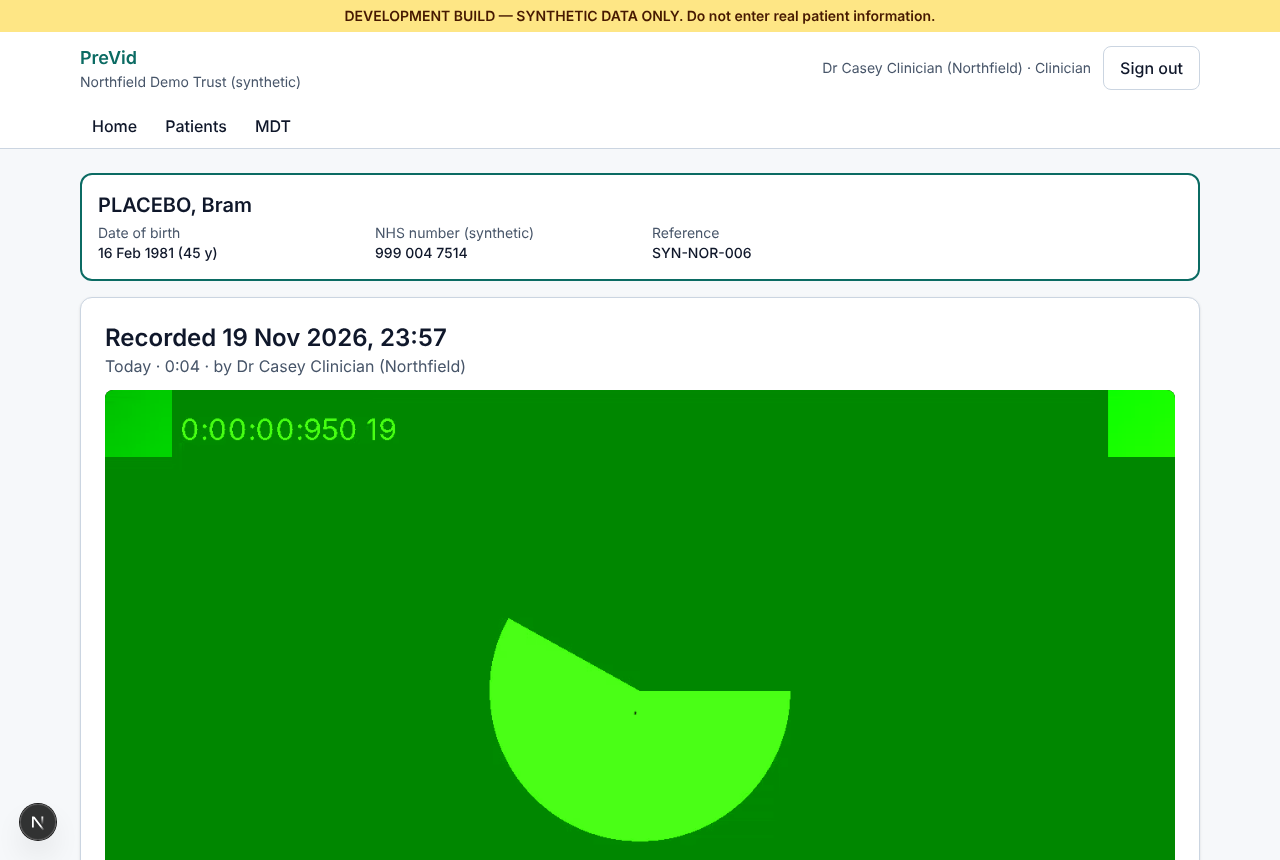 DEVELOPMENT BUILD — SYNTHETIC DATA ONLY. Do not enter real patient information.
PreVid
Northfield Demo Trust (synthetic)
Dr Casey Clinician (Northfield) · Clinician
Sign out
Home
Patients
MDT
PLACEBO, Bram
Date of birth
16 Feb 1981 (45 y)
NHS number (synthetic)
999 004 7514
Reference
SYN-NOR-006
Recorded 19 Nov 2026, 23:57
Today · 0:04 · by Dr Casey Clinician (Northfield)
0:00:00:950 19
N